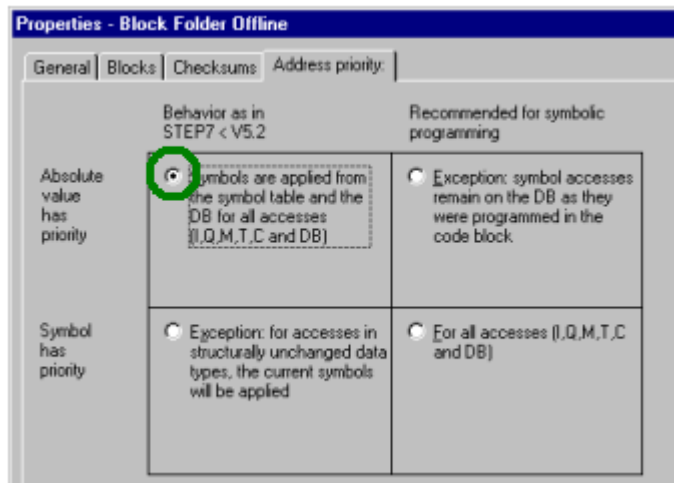 Properties - Block Folder Offline
General Blocks Checksums Address priority:
Behavior as in
STEP7 < V5.2
Recommended for symbolic
programming
Absolute
value
has
priority
Symbols are applied from
the symbol table and the
DB for all accesses
(I,Q,M,T,C and DB)
Exception: symbol accesses
remain on the DB as they
were programmed in the
code block
Symbol
has
priority
Exception: for accesses in
structurally unchanged data
types, the current symbols
will be applied
For all accesses (I,Q,M,T,C
and DB)